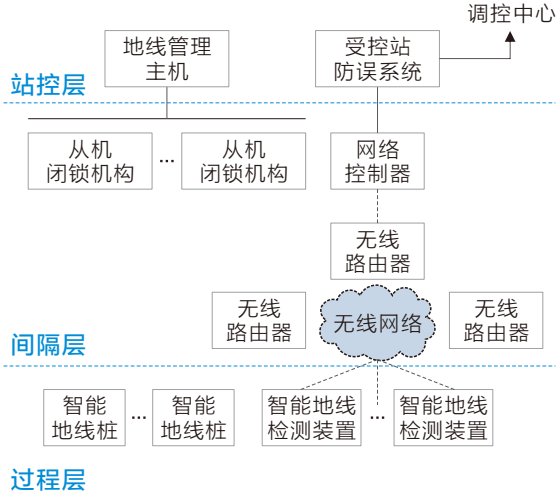 调控中心
地线管理
主机
受控站
防误系统
站控层
从机
闭锁机构
...
从机
闭锁机构
网络
控制器
无线
路由器
无线
路由器
无线网络
无线
路由器
间隔层
智能
地线桩
...
智能
地线桩
智能地线
检测装置
...
智能地线
检测装置
过程层